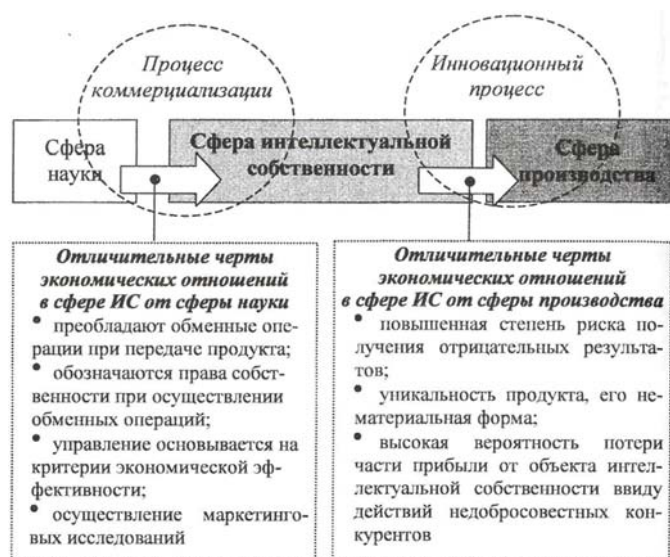 Процесс
коммерциализации
Инновационный
процесс
Сфера
науки
Сфера интеллектуальной
собственности
Сфера
производства
Отличительные черты
экономических отношений
в сфере ИС от сферы науки
• преобладают обменные опе-
рации при передаче продукта;
• обозначаются права собст-
венности при осуществлении
обменных операций;
• управление основывается на
критерии экономической эф-
фективности;
• осуществление маркетинго-
вых исследований
Отличительные черты
экономических отношений
в сфере ИС от сферы производства
• повышенная степень риска по-
лучения отрицательных результа-
тов;
• уникальность продукта, его не-
материальная форма;
• высокая вероятность потери
части прибыли от объекта интел-
лектуальной собственности ввиду
действий недобросовестных кон-
курентов